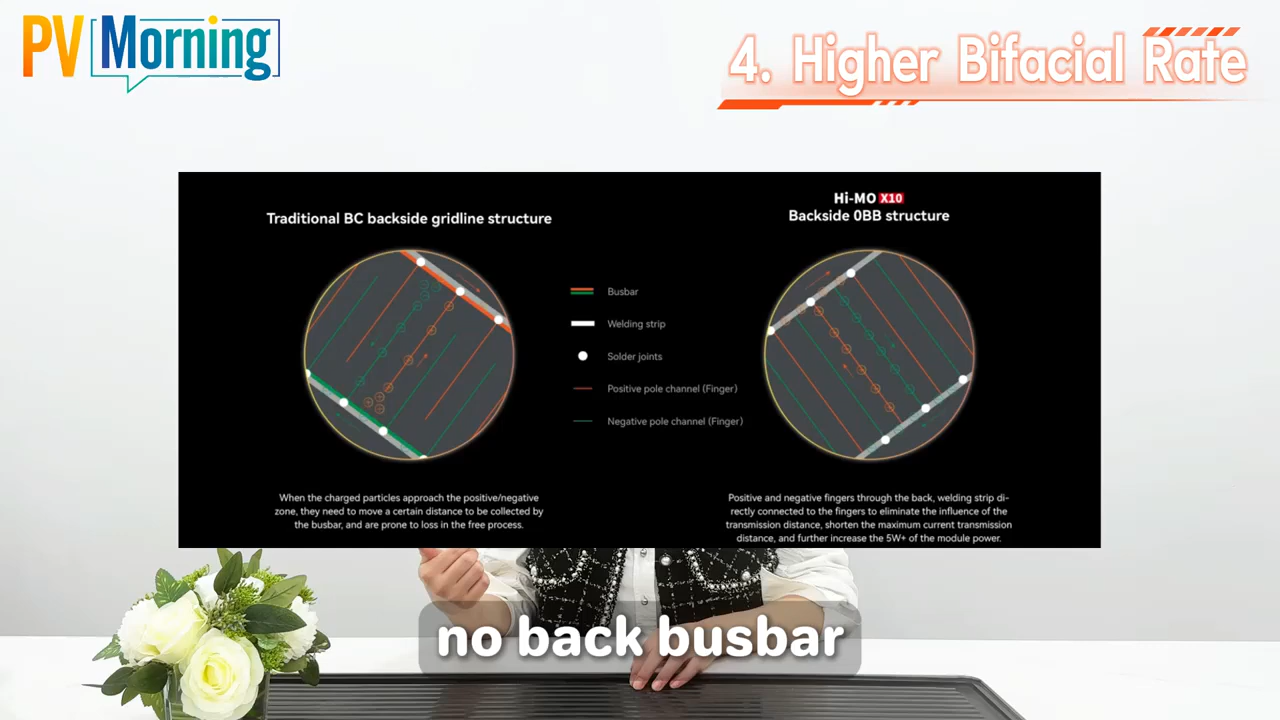 PV Morning
4. Higher Bifacial Rate
Traditional BC backside gridline structure
Hi-MO X10
Backside 0BB structure
Busbar
Welding strip
Solder joints
Positive pole channel (Finger)
Negative pole channel (Finger)
When the charged particles approach the positive/negative
zone, they need to move a certain distance to be collected by
the busbar, and are prone to loss in the free process.
Positive and negative fingers through the back, welding strip di-
rectly connected to the fingers to eliminate the influence of the
transmission distance, shorten the maximum current transmission
distance, and further increase the 5W+ of the module power.
no back busbar